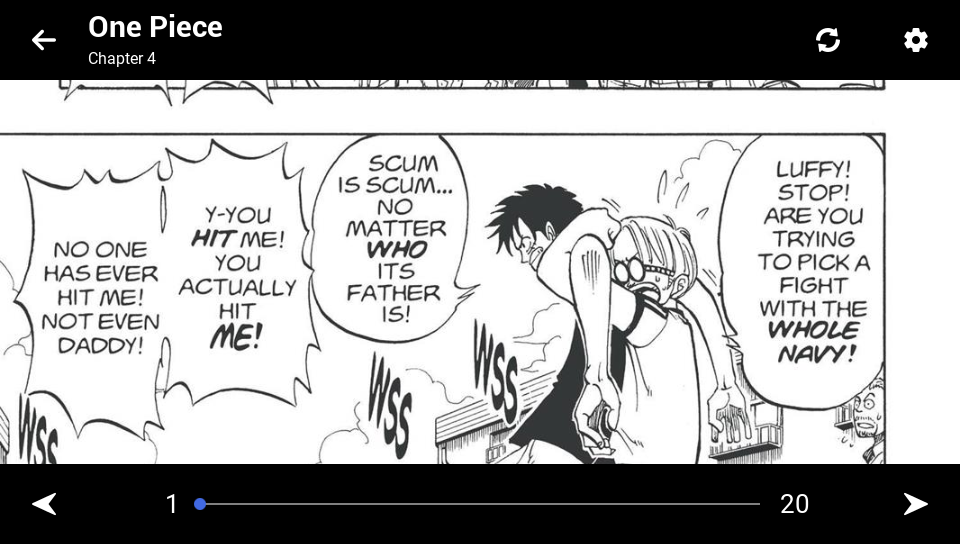 One Piece
Chapter 4
LUFFY!
STOP!
ARE YOU
TRYING
TO PICK A
FIGHT
WITH THE
WHOLE
NAVY!
SCUM
IS SCUM...
NO
MATTER
WHO
ITS
FATHER
IS!
Y-YOU
HIT ME!
YOU
ACTUALLY
HIT
ME!
NO ONE
HAS EVER
HIT ME!
NOT EVEN
DADDY!
WSS
WSS
WSS
1
20